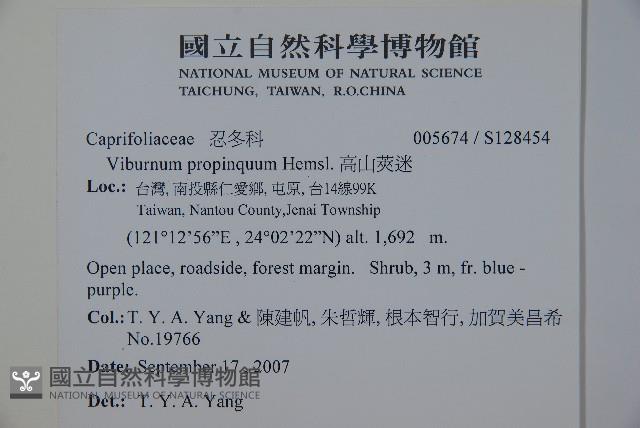 國立自然科學博物館
NATIONAL MUSEUM OF NATURAL SCIENCE
TAICHUNG, TAIWAN, R.O.CHINA
Caprifoliaceae 忍冬科 005674 / S128454
Viburnum propinquum Hemsl. 高山莢迷
Loc.: 台灣, 南投縣仁愛鄉, 屯原, 台14線99K
Taiwan, Nantou County,Jenai Township
(121°12’56”E , 24°02’22”N) alt. 1,692 m.
Open place, roadside, forest margin. Shrub, 3 m, fr. blue -
purple.
Col.: T. Y. A. Yang & 陳建帆, 朱哲輝, 根本智行, 加賀美昌希
No.19766
Date: September 17 , 2007
國立自然科學博物館
NATIONAL MUSEUM OF NATURAL SCIENCE
Det.: T. Y. A. Yang